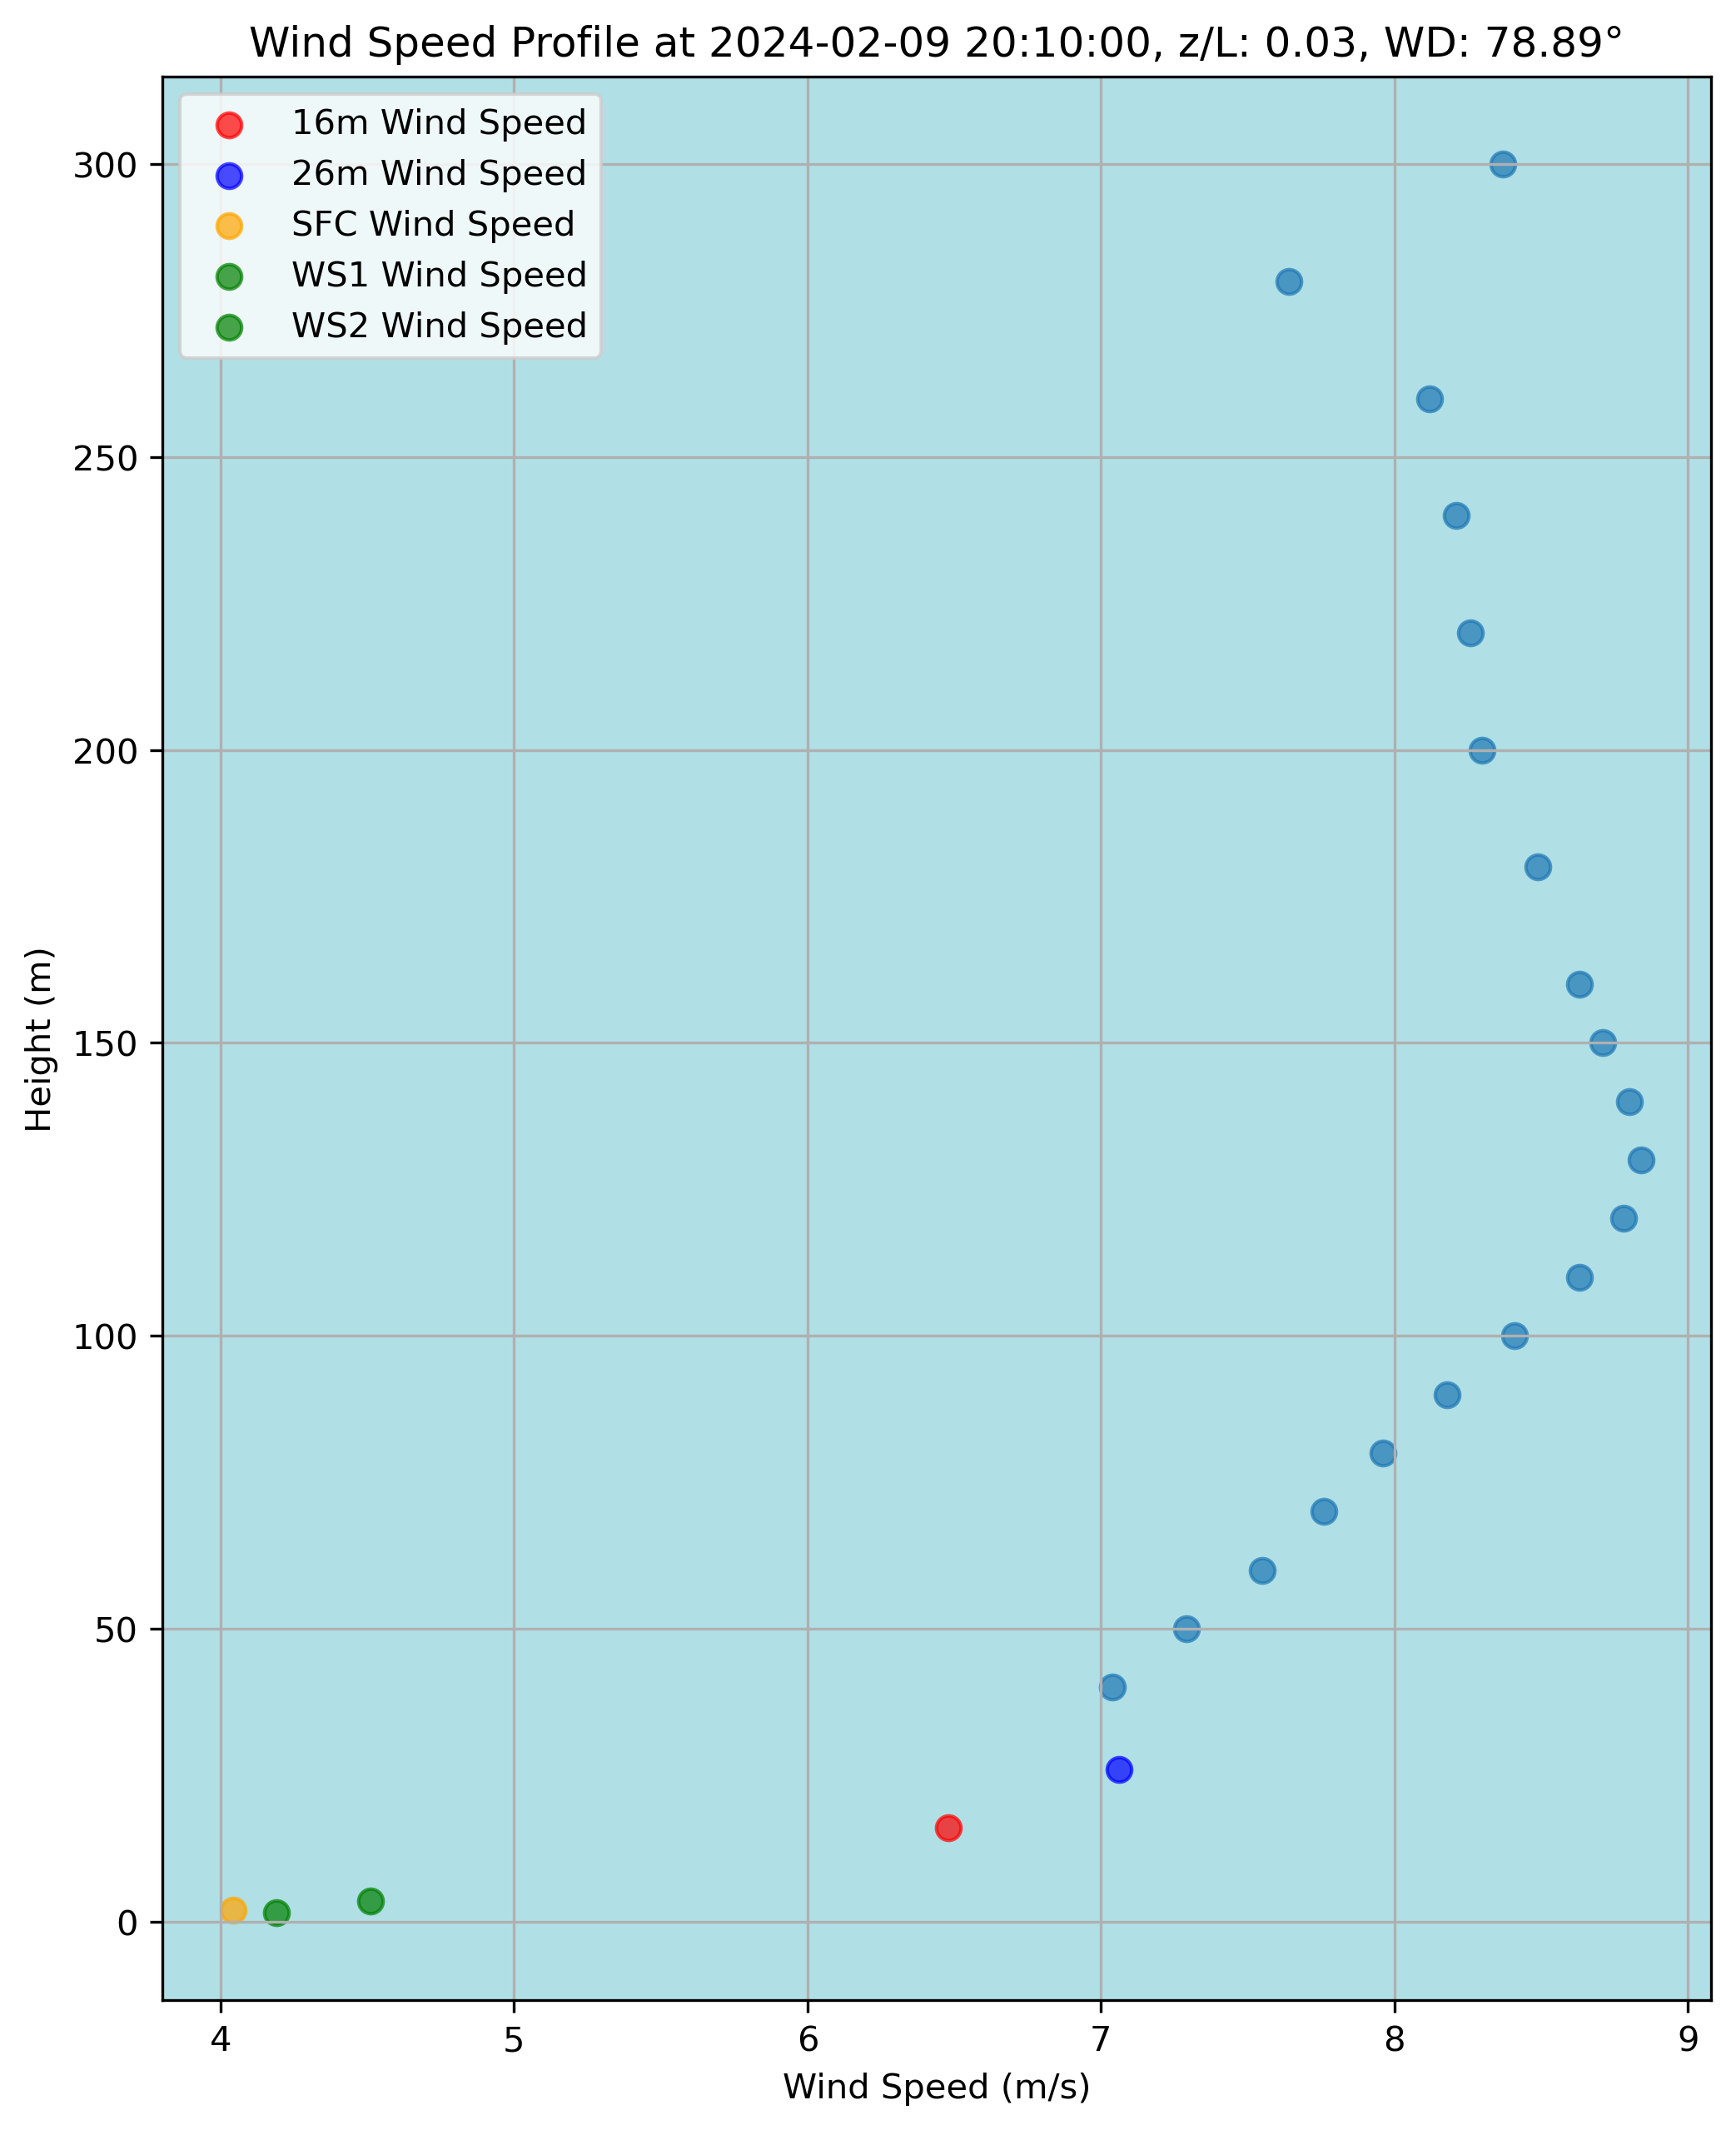 Wind Speed Profile at 2024-02-09 20:10:00, z/L: 0.03, WD: 78.89°
16m Wind Speed
26m Wind Speed
SFC Wind Speed
WS1 Wind Speed
WS2 Wind Speed
300
250
200
150
100
50
0
Height (m)
4 5 6 7 8 9
Wind Speed (m/s)